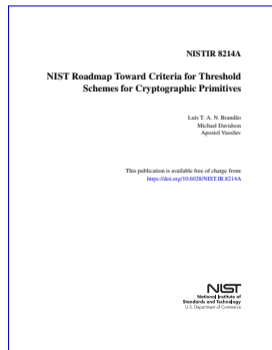 NISTIR 8214A
NIST Roadmap Toward Criteria for Threshold
Schemes for Cryptographic Primitives
Luís T. A. N. Brandão
Michael Davidson
Apostol Vassilev
This publication is available free of charge from:
https://doi.org/10.6028/NIST.IR.8214A
NIST
National Institute of
Standards and Technology
U.S. Department of Commerce